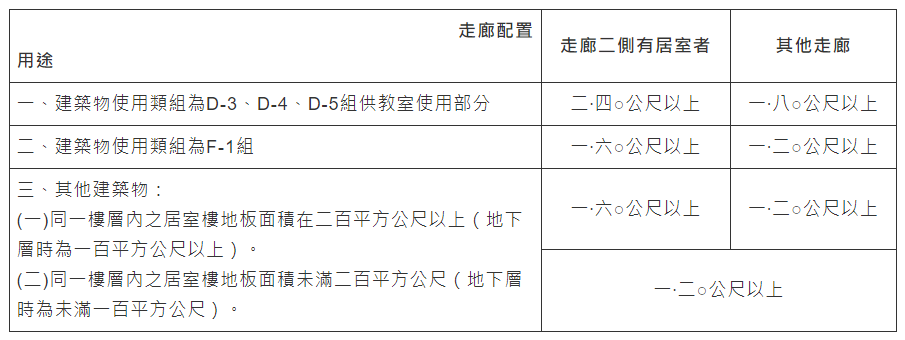 走廊配置
用途
走廊二側有居室者
其他走廊
一、建築物使用類組為D-3、D-4、D-5組供教室使用部分
二·四○公尺以上
一·八○公尺以上
二、建築物使用類組為F-1組
一·六○公尺以上
一·二○公尺以上
三、其他建築物：
(一)同一樓層內之居室樓地板面積在二百平方公尺以上（地下
層時為一百平方公尺以上）。
(二)同一樓層內之居室樓地板面積未滿二百平方公尺（地下層
時為未滿一百平方公尺）。
一·六○公尺以上
一·二○公尺以上
一·二○公尺以上